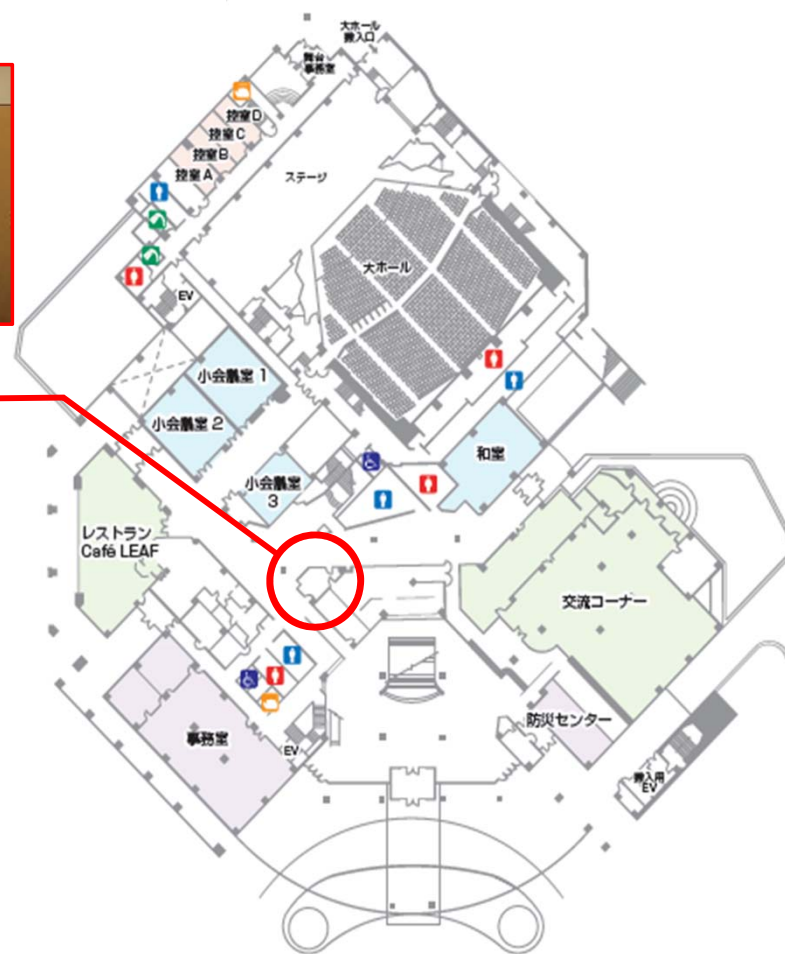 大ホール
搬入口
舞台
事務室
控室D
控室C
控室B
控室A
ステージ
大ホール
EV
小会議室 1
小会議室 2
和室
小会議室
3
レストラン
Café LEAF
交流コーナー
防災センター
事務室
EV
搬入用
EV